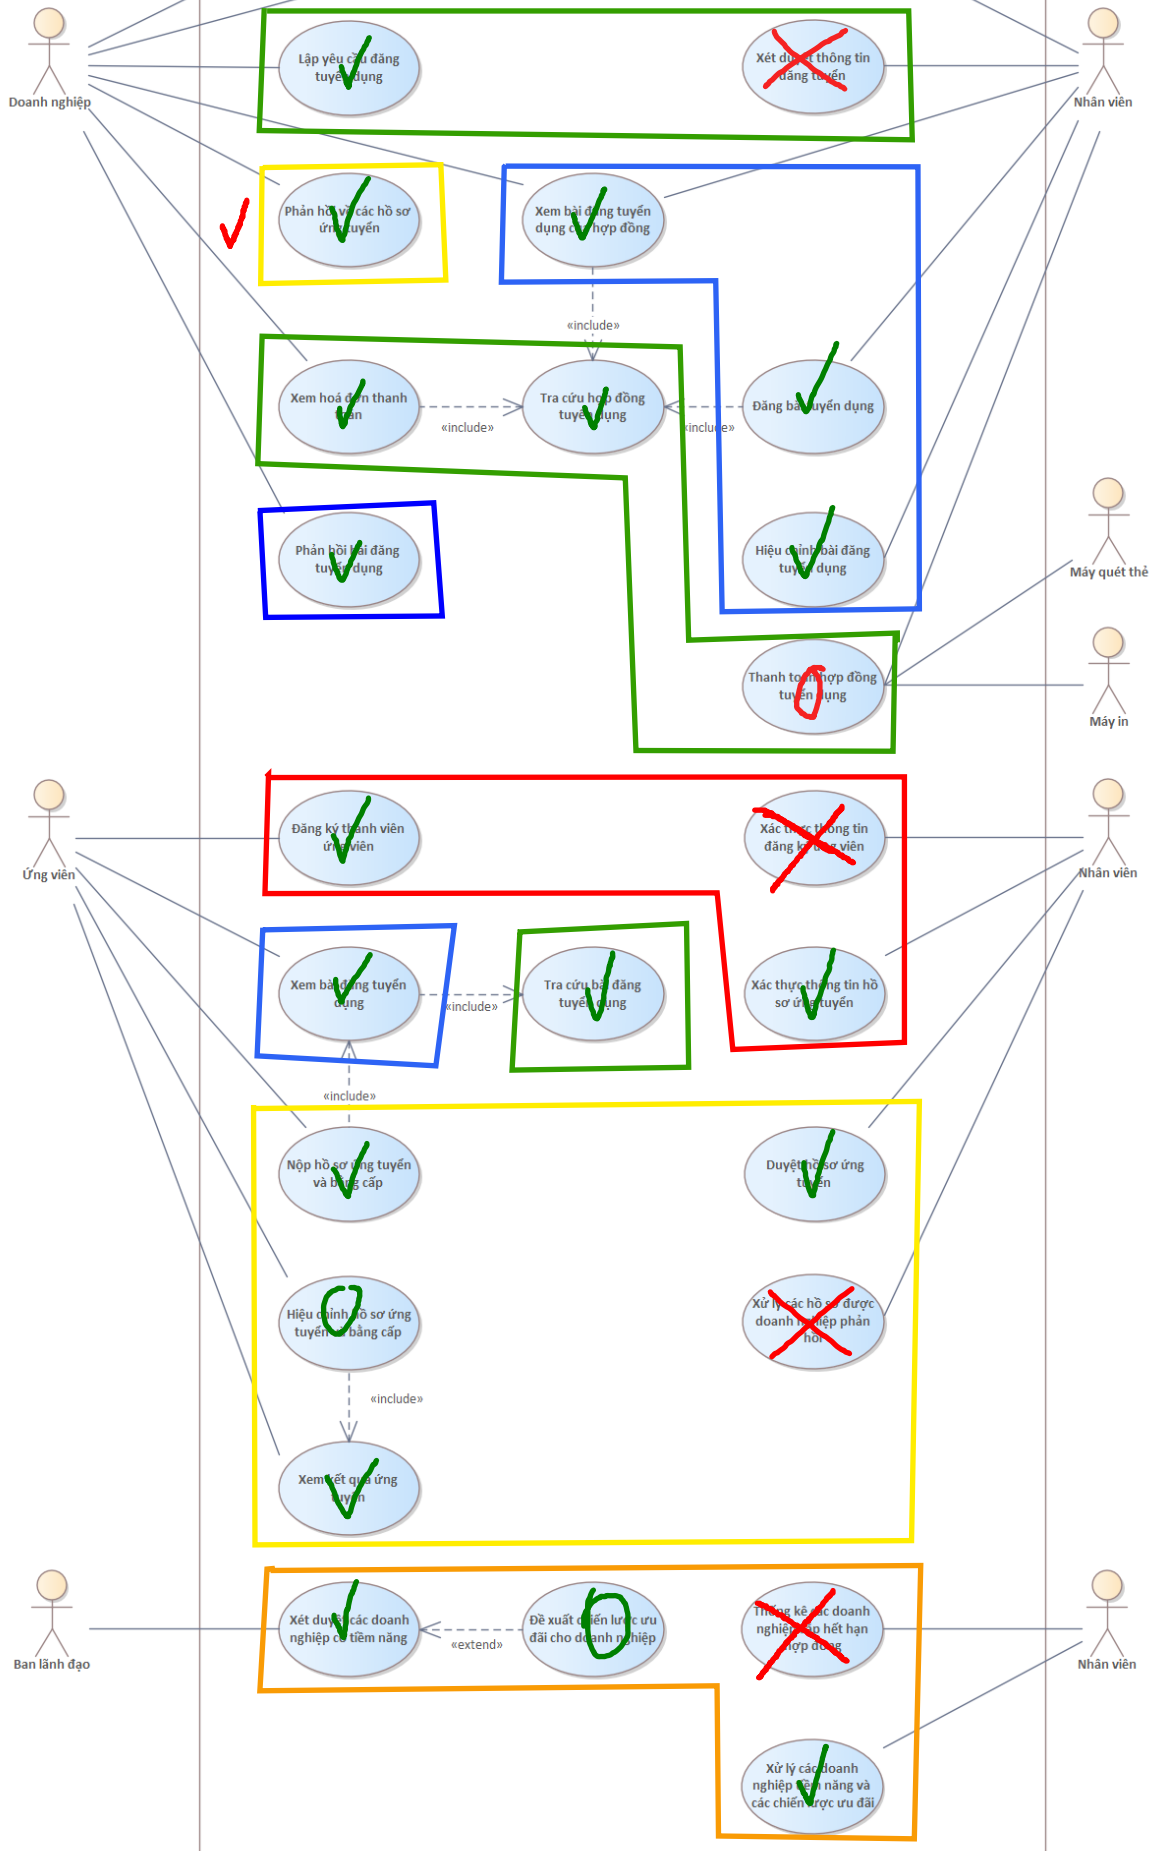 Lập yêu cầu đăng
tuyển dụng
Xét duyệt thông tin
đăng tuyển
Doanh nghiệp
Nhân viên
Phản hồi về các hồ sơ
ứng tuyển
Xem bài đăng tuyển
dụng của hợp đồng
«include»
Xem hoá đơn thanh
toán
«include»
Tra cứu hợp đồng
tuyển dụng
«include»
Đăng bài tuyển dụng
Phản hồi bài đăng
tuyển dụng
Hiệu chỉnh bài đăng
tuyển dụng
Máy quét thẻ
Thanh toán hợp đồng
tuyển dụng
Máy in
Đăng ký thành viên
ứng viên
Xác thực thông tin
đăng ký ứng viên
Ứng viên
Nhân viên
Xem bài đăng tuyển
dụng
«include»
Tra cứu bài đăng
tuyển dụng
Xác thực thông tin hồ
sơ ứng tuyển
«include»
Nộp hồ sơ ứng tuyển
và bằng cấp
Duyệt hồ sơ ứng
tuyển
Hiệu chỉnh hồ sơ ứng
tuyển và bằng cấp
Xử lý các hồ sơ được
doanh nghiệp phản
hồi
«include»
Xem kết quả ứng
tuyển
Xét duyệt các doanh
nghiệp có tiềm năng
«extend»
Đề xuất chiến lược ưu
đãi cho doanh nghiệp
Thống kê các doanh
nghiệp sắp hết hạn
hợp đồng
Ban lãnh đạo
Nhân viên
Xử lý các doanh
nghiệp tiềm năng và
các chiến lược ưu đãi